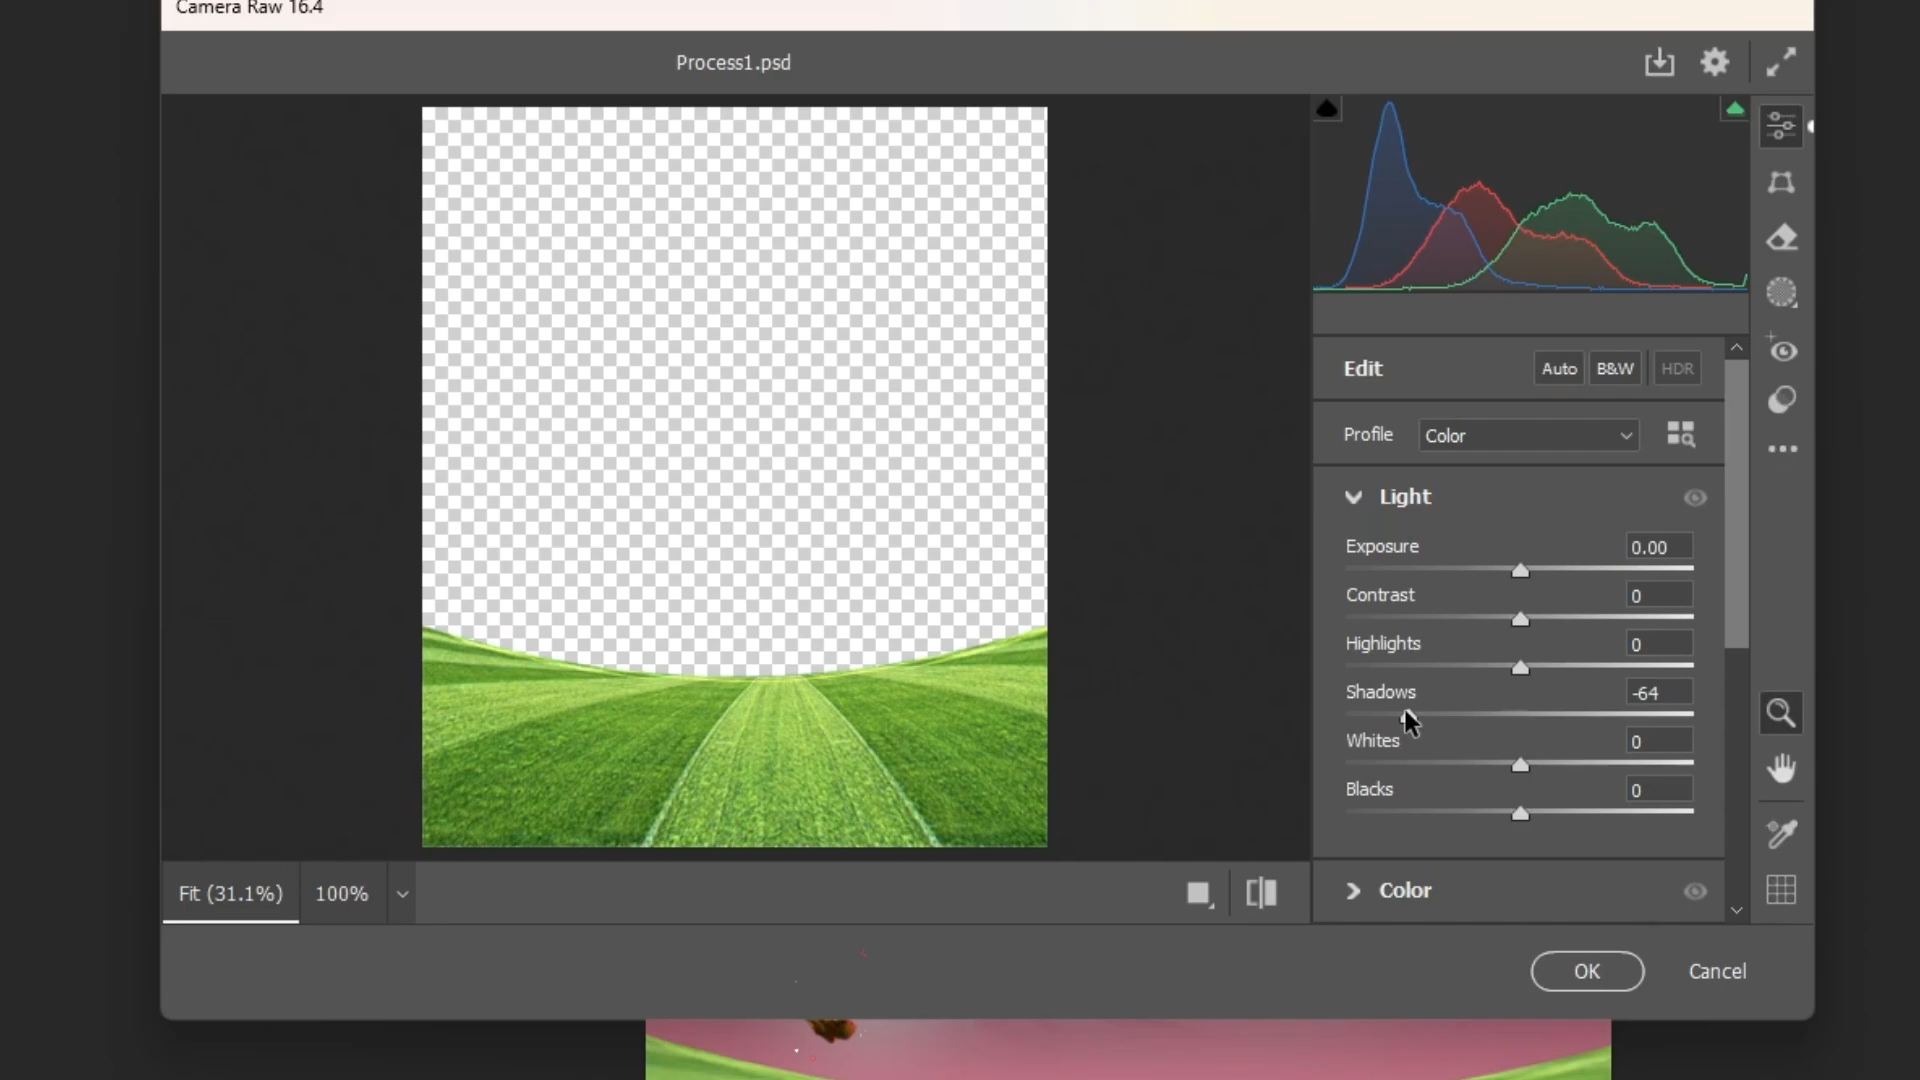 Camera Raw 16.4
Process1.psd
Edit
Auto
B&W
HDR
Profile
Color
Light
Exposure
0.00
Contrast
0
Highlights
0
Shadows
-64
Whites
0
Blacks
0
Color
Fit (31.1%)
100%
OK
Cancel